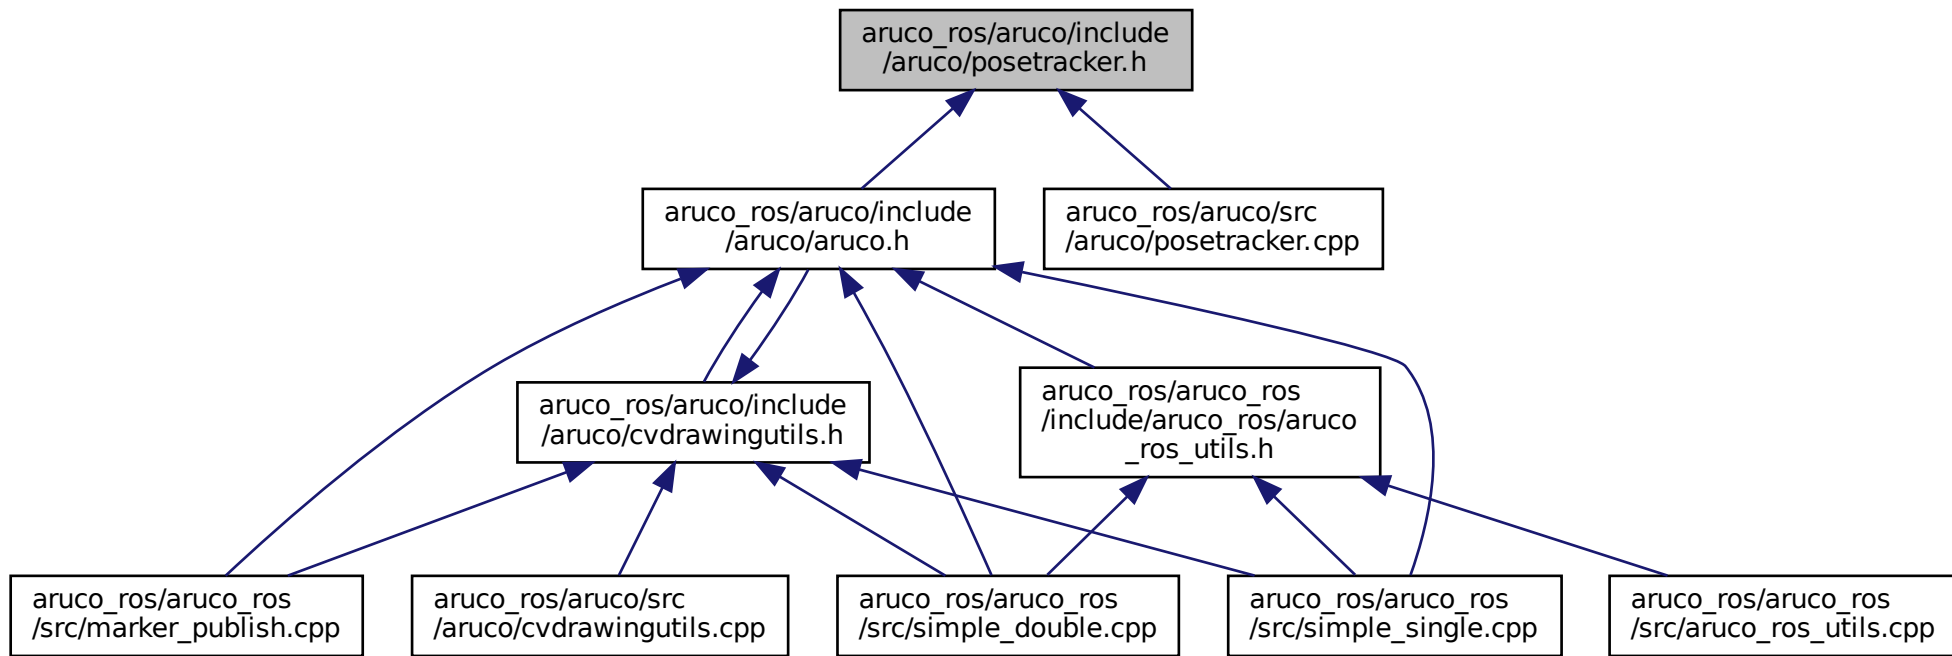 aruco_ros/aruco/include
/aruco/posetracker.h
aruco_ros/aruco/include
/aruco/aruco.h
aruco_ros/aruco/src
/aruco/posetracker.cpp
aruco_ros/aruco/include
/aruco/cvdrawingutils.h
aruco_ros/aruco_ros
/include/aruco_ros/aruco
_ros_utils.h
aruco_ros/aruco_ros
/src/marker_publish.cpp
aruco_ros/aruco/src
/aruco/cvdrawingutils.cpp
aruco_ros/aruco_ros
/src/simple_double.cpp
aruco_ros/aruco_ros
/src/simple_single.cpp
aruco_ros/aruco_ros
/src/aruco_ros_utils.cpp